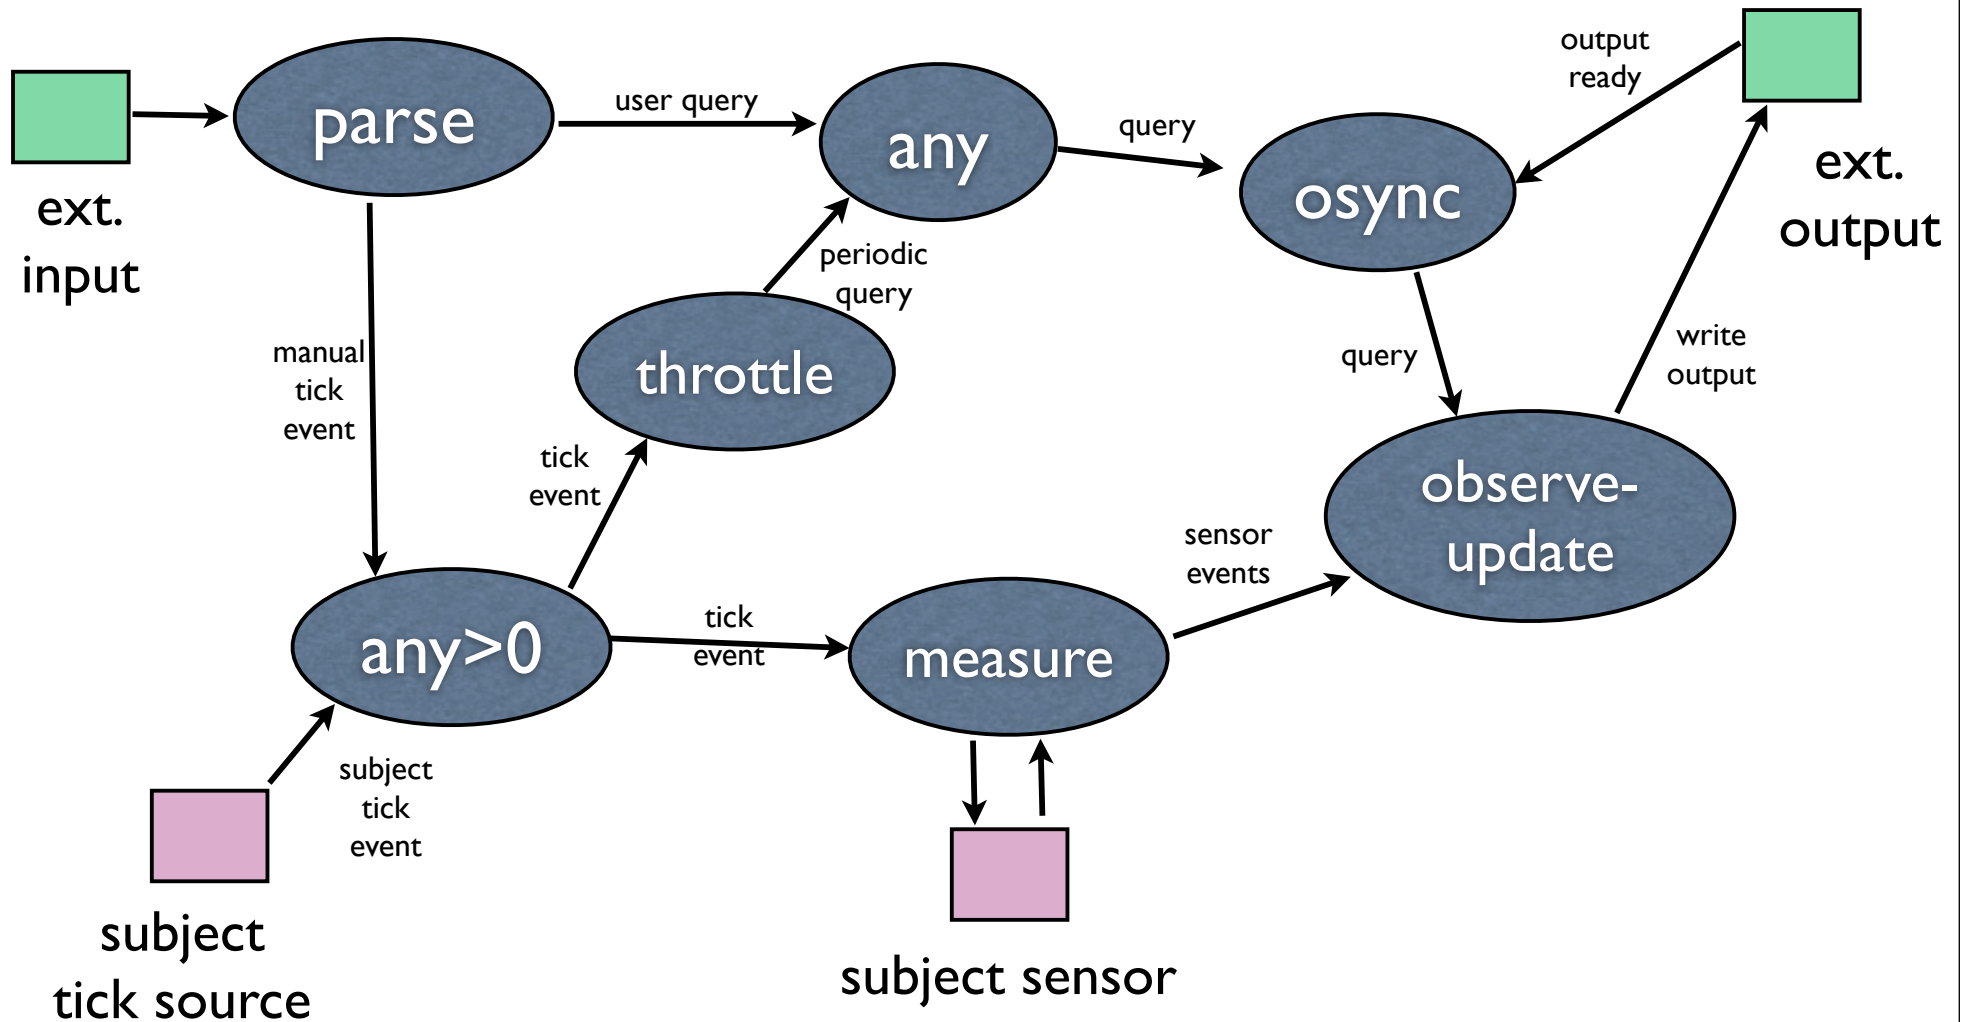 output
ready
user query
query
parse
any
osync
ext.
input
ext.
output
periodic
query
manual
tick
event
throttle
query
write
output
tick
event
observe-
update
sensor
events
any>0
tick
event
measure
subject
tick
event
subject
tick source
subject sensor